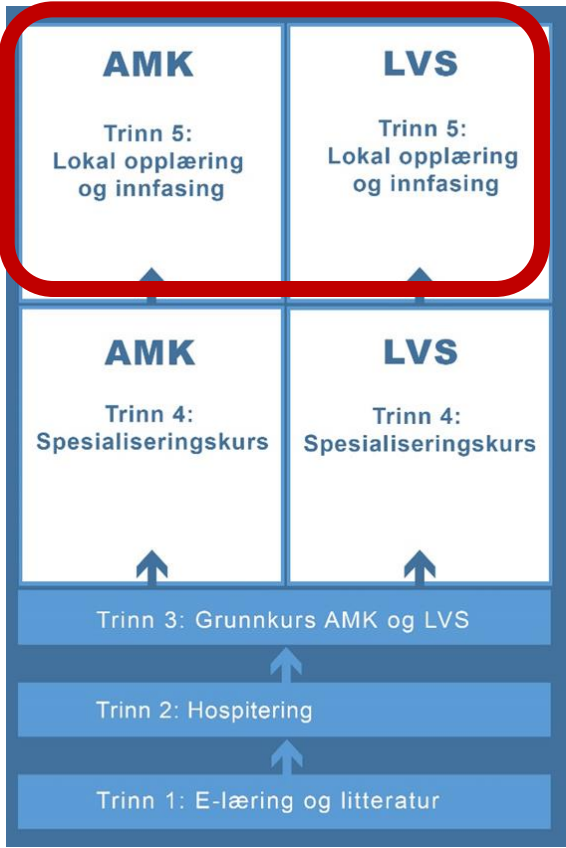 AMK
Trinn 5:
Lokal opplæring
og innfasing
LVS
Trinn 5:
Lokal opplæring
og innfasing
AMK
Trinn 4:
Spesialiseringskurs
LVS
Trinn 4:
Spesialiseringskurs
Trinn 3: Grunnkurs AMK og LVS
Trinn 2: Hospitering
Trinn 1: E-læring og litteratur